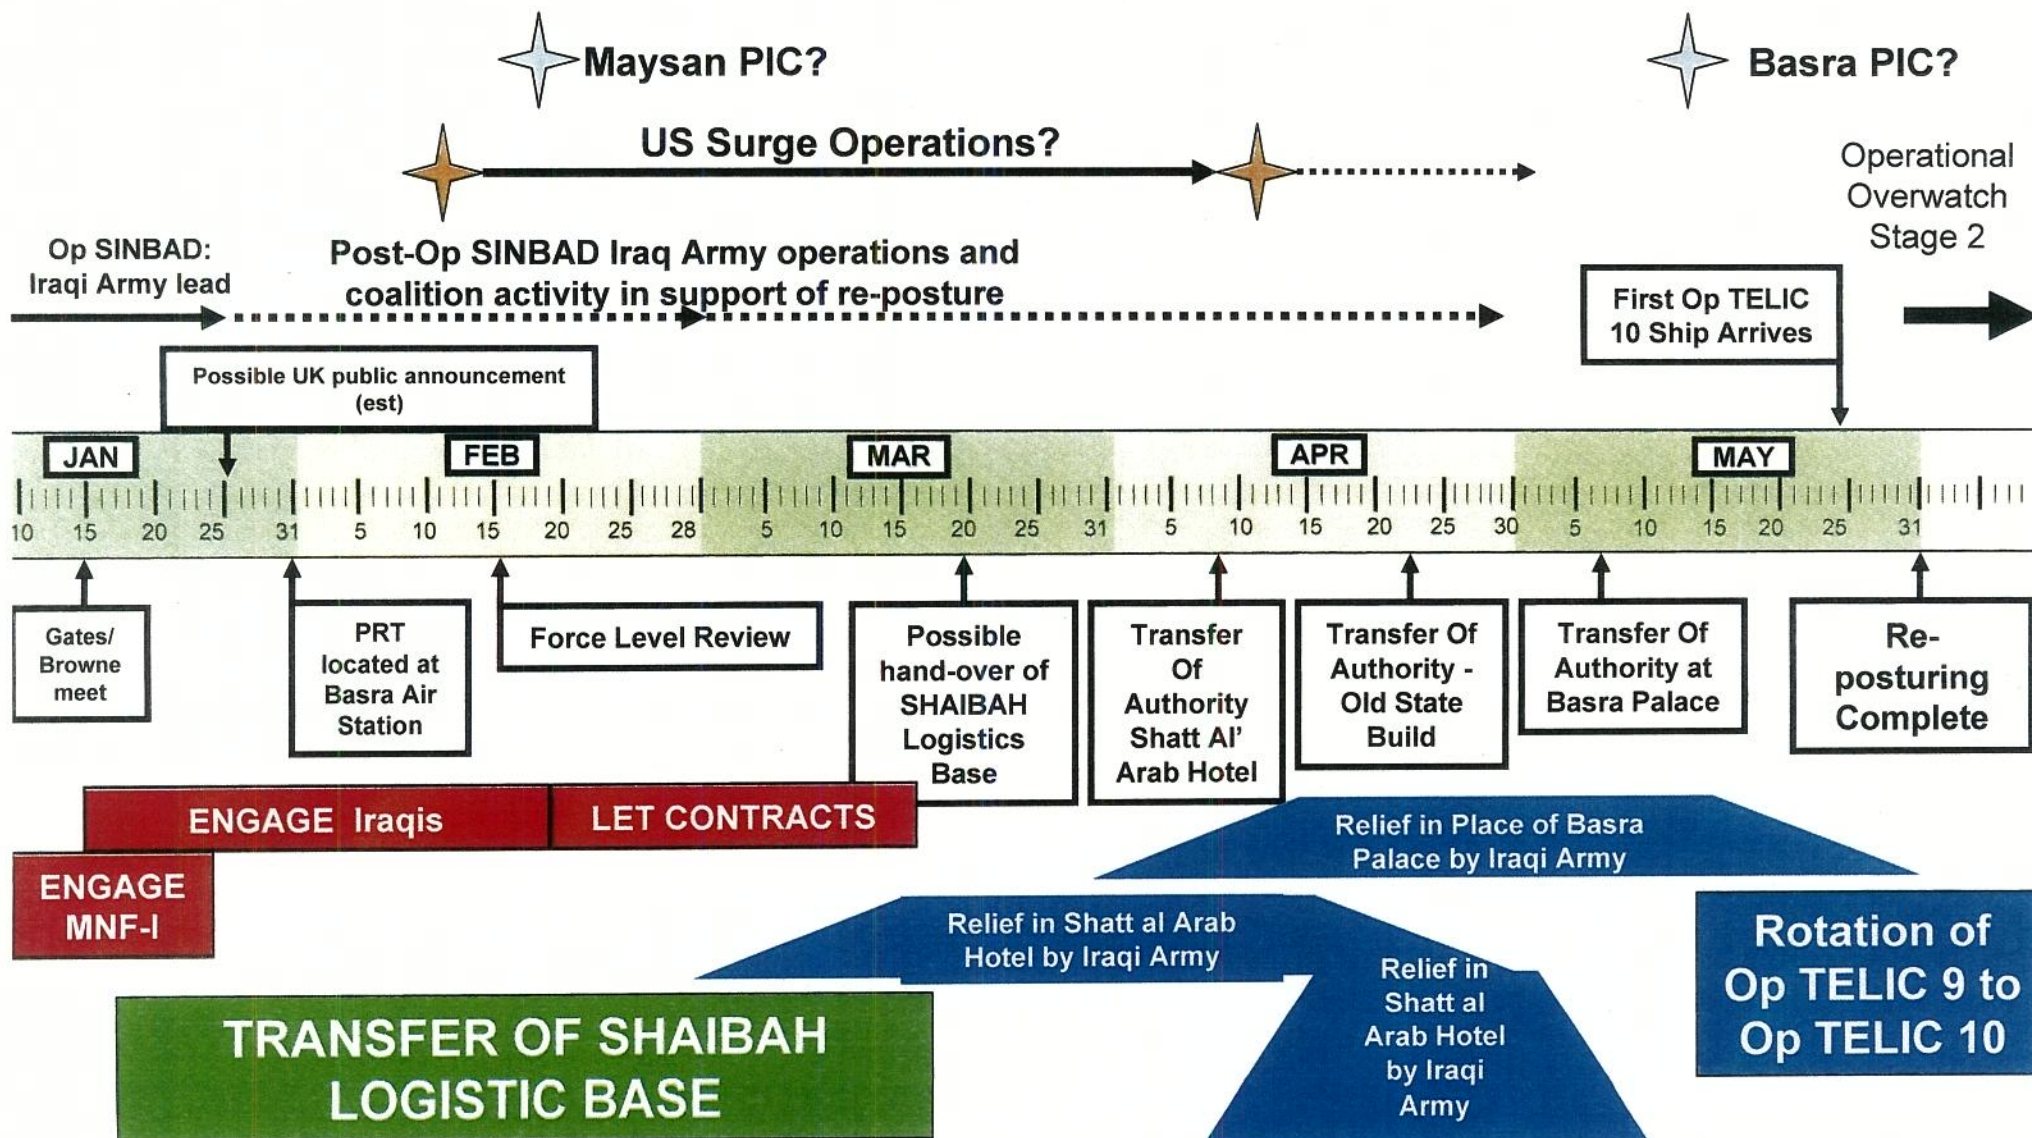 Maysan PIC?
Basra PIC?
US Surge Operations?
Operational
Overwatch
Stage 2
Op SINBAD:
Iraqi Army lead
Post-Op SINBAD Iraq Army operations and
coalition activity in support of re-posture
First Op TELIC
10 Ship Arrives
Possible UK public announcement
(est)
JAN
FEB
MAR
APR
MAY
10 15 20 25 31 5 10 15 20 25 28 5 10 15 20 25 31 5 10 15 20 25 30 5 10 15 20 25 31
Gates/
Browne
meet
PRT
located at
Basra Air
Station
Force Level Review
Possible
hand-over of
SHAIBAH
Logistics
Base
Transfer
Of
Authority
Shatt Al’
Arab Hotel
Transfer Of
Authority -
Old State
Build
Transfer Of
Authority at
Basra Palace
Re-
posturing
Complete
ENGAGE Iraqis
LET CONTRACTS
ENGAGE
MNF-I
Relief in Place of Basra
Palace by Iraqi Army
Relief in Shatt al Arab
Hotel by Iraqi Army
Relief in
Shatt al
Arab Hotel
by Iraqi
Army
Rotation of
Op TELIC 9 to
Op TELIC 10
TRANSFER OF SHAIBAH
LOGISTIC BASE